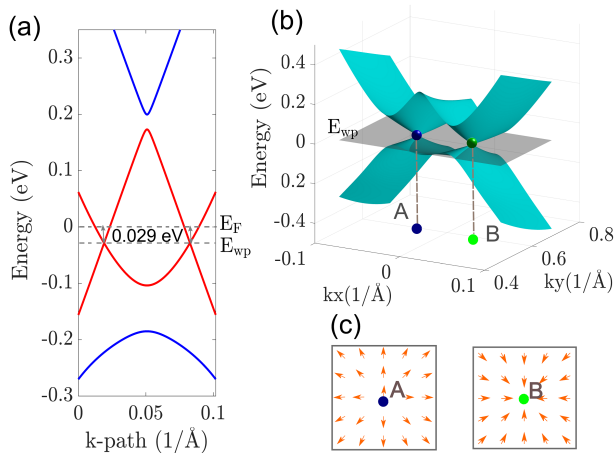 (a)
Energy (eV)
0.3
0.2
0.1
0
-0.1
-0.2
-0.3
0.029 eV
E_F
E_wp
0
0.05
0.1
k-path (1/Å)
(b)
Energy (eV)
0.4
0.2
0
0.2
-0.4
E_wp
A
B
-0.1
0
0.1
kx(1/Å)
0.4
0.6
0.8
ky(1/Å)
(c)
A
B